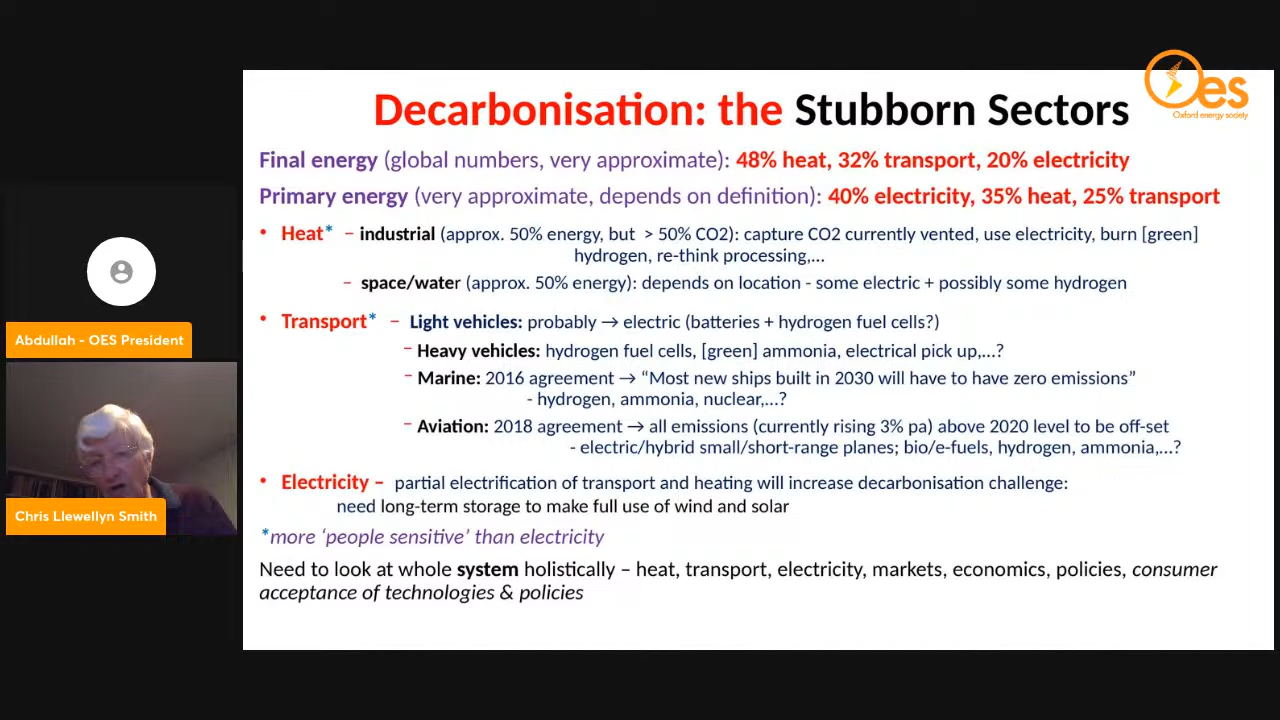 Oes
Oxford energy society
Decarbonisation: the Stubborn Sectors
Final energy (global numbers, very approximate): 48% heat, 32% transport, 20% electricity
Primary energy (very approximate, depends on definition): 40% electricity, 35% heat, 25% transport
• Heat* – industrial (approx. 50% energy, but > 50% CO2): capture CO2 currently vented, use electricity, burn [green]
hydrogen, re-think processing,...
– space/water (approx. 50% energy): depends on location - some electric + possibly some hydrogen
• Transport* – Light vehicles: probably → electric (batteries + hydrogen fuel cells?)
– Heavy vehicles: hydrogen fuel cells, [green] ammonia, electrical pick up,...?
– Marine: 2016 agreement → “Most new ships built in 2030 will have to have zero emissions”
- hydrogen, ammonia, nuclear,...?
– Aviation: 2018 agreement → all emissions (currently rising 3% pa) above 2020 level to be off-set
- electric/hybrid small/short-range planes; bio/e-fuels, hydrogen, ammonia,...?
• Electricity – partial electrification of transport and heating will increase decarbonisation challenge:
need long-term storage to make full use of wind and solar
*more ‘people sensitive’ than electricity
Need to look at whole system holistically – heat, transport, electricity, markets, economics, policies, consumer
acceptance of technologies & policies
Abdullah - OES President
Chris Llewellyn Smith